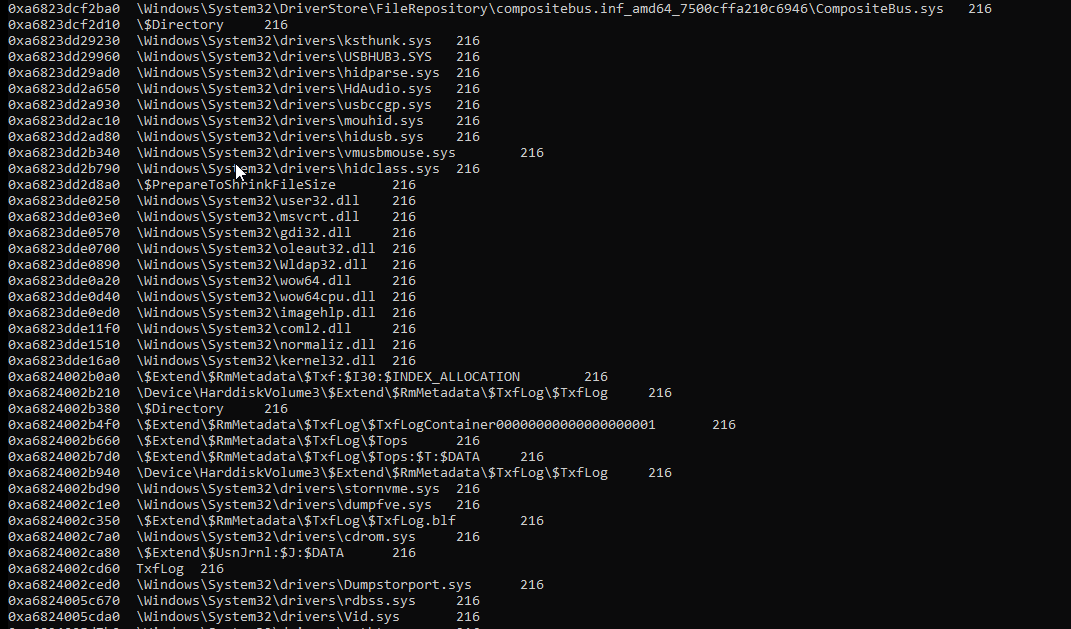 0xa6823dcf2ba0 \Windows\System32\DriverStore\FileRepository\compositebus.inf_amd64_7500cffa210c6946\CompositeBus.sys 216
0xa6823dcf2d10 \$Directory 216
0xa6823dd29230 \Windows\System32\drivers\ksthunk.sys 216
0xa6823dd29960 \Windows\System32\drivers\USBHUB3.SYS 216
0xa6823dd29ad0 \Windows\System32\drivers\hidparse.sys 216
0xa6823dd2a650 \Windows\System32\drivers\HdAudio.sys 216
0xa6823dd2a930 \Windows\System32\drivers\usbccgp.sys 216
0xa6823dd2ac10 \Windows\System32\drivers\mouhid.sys 216
0xa6823dd2ad80 \Windows\System32\drivers\hidusb.sys 216
0xa6823dd2b340 \Windows\System32\drivers\vmusbmouse.sys 216
0xa6823dd2b790 \Windows\System32\drivers\hidclass.sys 216
0xa6823dd2d8a0 \$PrepareToShrinkFileSize 216
0xa6823dde0250 \Windows\System32\user32.dll 216
0xa6823dde03e0 \Windows\System32\msvcrt.dll 216
0xa6823dde0570 \Windows\System32\gdi32.dll 216
0xa6823dde0700 \Windows\System32\oleaut32.dll 216
0xa6823dde0890 \Windows\System32\Wldap32.dll 216
0xa6823dde0a20 \Windows\System32\wow64.dll 216
0xa6823dde0d40 \Windows\System32\wow64cpu.dll 216
0xa6823dde0ed0 \Windows\System32\imagehlp.dll 216
0xa6823dde11f0 \Windows\System32\coml2.dll 216
0xa6823dde1510 \Windows\System32\normaliz.dll 216
0xa6823dde16a0 \Windows\System32\kernel32.dll 216
0xa6824002b0a0 \$Extend\$RmMetadata\$Txf:$I30:$INDEX_ALLOCATION 216
0xa6824002b210 \Device\HarddiskVolume3\$Extend\$RmMetadata\$TxfLog\$TxfLog 216
0xa6824002b380 \$Directory 216
0xa6824002b4f0 \$Extend\$RmMetadata\$TxfLog\$TxfLogContainer00000000000000000001 216
0xa6824002b660 \$Extend\$RmMetadata\$TxfLog\$Tops 216
0xa6824002b7d0 \$Extend\$RmMetadata\$TxfLog\$Tops:$T:$DATA 216
0xa6824002b940 \Device\HarddiskVolume3\$Extend\$RmMetadata\$TxfLog\$TxfLog 216
0xa6824002bd90 \Windows\System32\drivers\stornvme.sys 216
0xa6824002c1e0 \Windows\System32\drivers\dumpfve.sys 216
0xa6824002c350 \$Extend\$RmMetadata\$TxfLog\$TxfLog.blf 216
0xa6824002c7a0 \Windows\System32\drivers\cdrom.sys 216
0xa6824002ca80 \$Extend\$UsnJrnl:$J:$DATA 216
0xa6824002cd60 TxfLog 216
0xa6824002ced0 \Windows\System32\drivers\Dumpstorport.sys 216
0xa6824005c670 \Windows\System32\drivers\rdbss.sys 216
0xa6824005cda0 \Windows\System32\drivers\Vid.sys 216